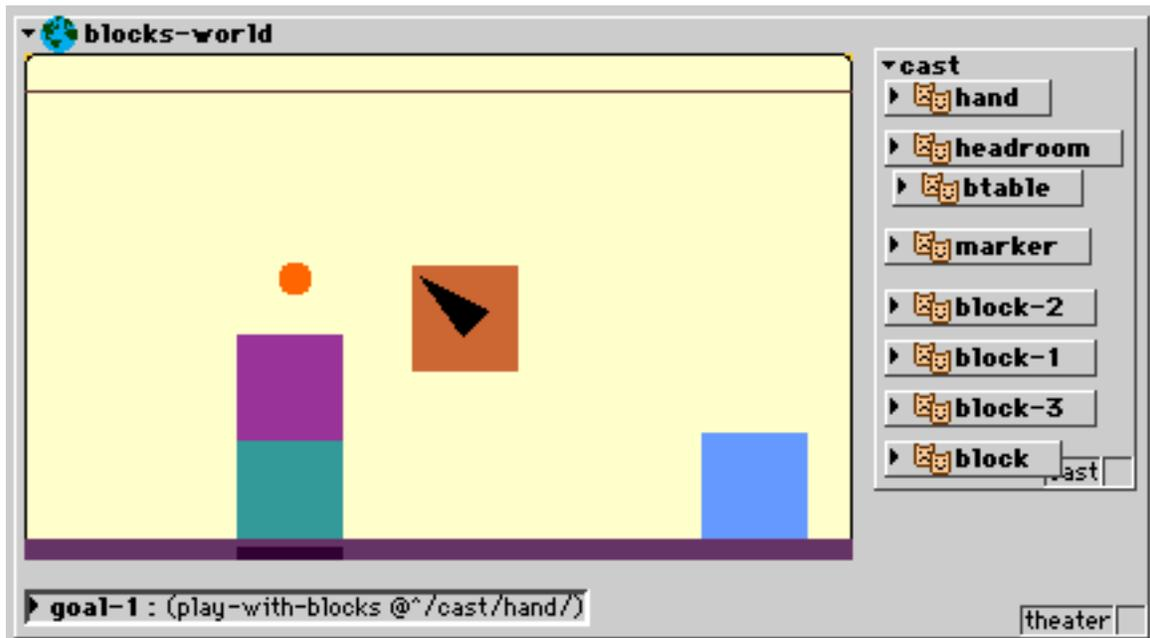 blocks-world
cast
hand
headroom
btable
marker
block-2
block-1
block-3
block
goal-1 : (play-with-blocks @^/cast/hand/)
theater